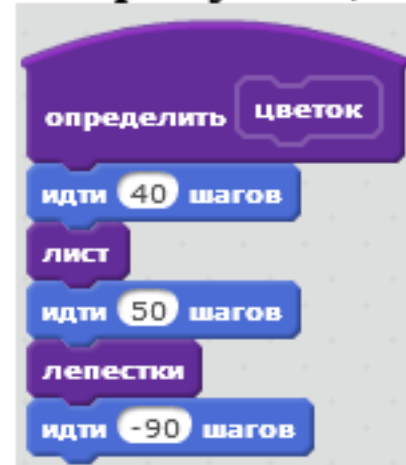 определить цветок
идти 40 шагов
лист
идти 50 шагов
лепестки
идти -90 шагов